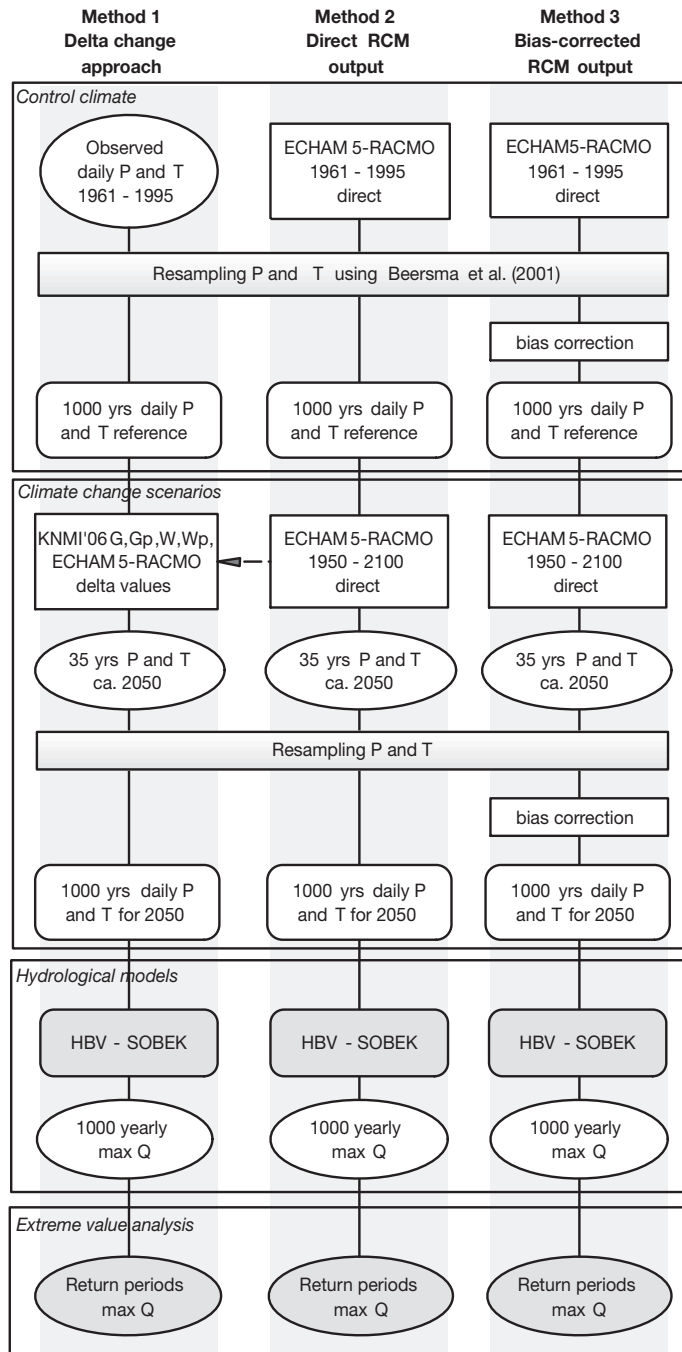 Method 1
Delta change
approach
Method 2
Direct RCM
output
Method 3
Bias-corrected
RCM output
Control climate
Observed
daily P and T
1961 - 1995
ECHAM 5-RACMO
1961 - 1995
direct
ECHAM5-RACMO
1961 - 1995
direct
Resampling P and T using Beersma et al. (2001)
bias correction
1000 yrs daily P
and T reference
1000 yrs daily P
and T reference
1000 yrs daily P
and T reference
Climate change scenarios
KNMI'06 G,Gp,W,Wp,
ECHAM 5-RACMO
delta values
ECHAM 5-RACMO
1950 - 2100
direct
ECHAM 5-RACMO
1950 - 2100
direct
35 yrs P and T
ca. 2050
35 yrs P and T
ca. 2050
35 yrs P and T
ca. 2050
Resampling P and T
bias correction
1000 yrs daily P
and T for 2050
1000 yrs daily P
and T for 2050
1000 yrs daily P
and T for 2050
Hydrological models
HBV - SOBEK
HBV - SOBEK
HBV - SOBEK
1000 yearly
max Q
1000 yearly
max Q
1000 yearly
max Q
Extreme value analysis
Return periods
max Q
Return periods
max Q
Return periods
max Q